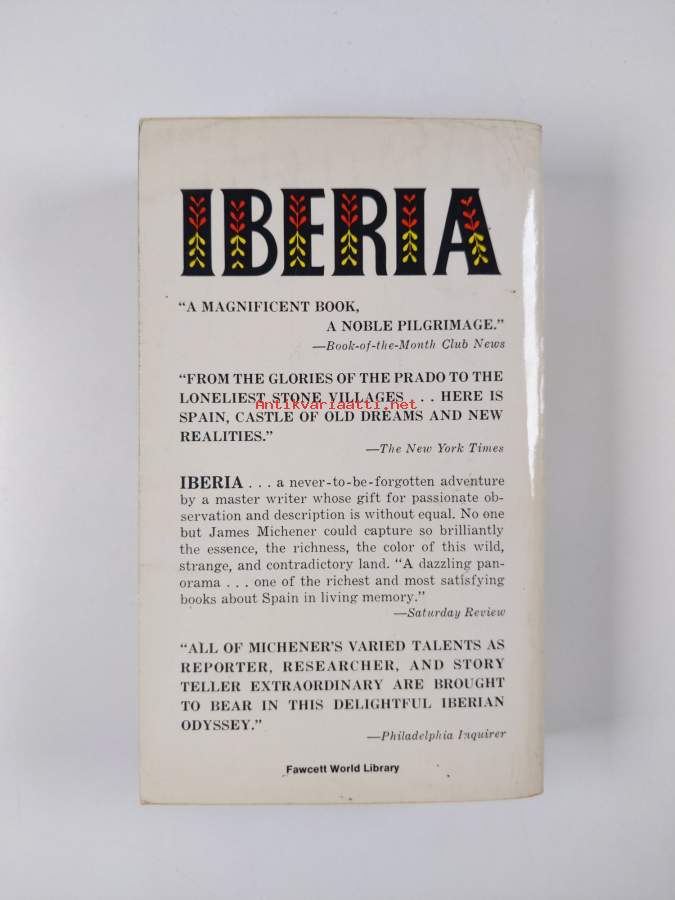 IBERIA
“A MAGNIFICENT BOOK,
A NOBLE PILGRIMAGE.”
—Book-of-the-Month Club News
“FROM THE GLORIES OF THE PRADO TO THE
LONELIEST STONE VILLAGES . . . HERE IS
Antikvariaatti.net
SPAIN, CASTLE OF OLD DREAMS AND NEW
REALITIES.”
—The New York Times
IBERIA . . . a never-to-be-forgotten adventure
by a master writer whose gift for passionate ob-
servation and description is without equal. No one
but James Michener could capture so brilliantly
the essence, the richness, the color of this wild,
strange, and contradictory land. “A dazzling pan-
orama . . . one of the richest and most satisfying
books about Spain in living memory.”
—Saturday Review
“ALL OF MICHENER’S VARIED TALENTS AS
REPORTER, RESEARCHER, AND STORY
TELLER EXTRAORDINARY ARE BROUGHT
TO BEAR IN THIS DELIGHTFUL IBERIAN
ODYSSEY.”
—Philadelphia Inquirer
Fawcett World Library